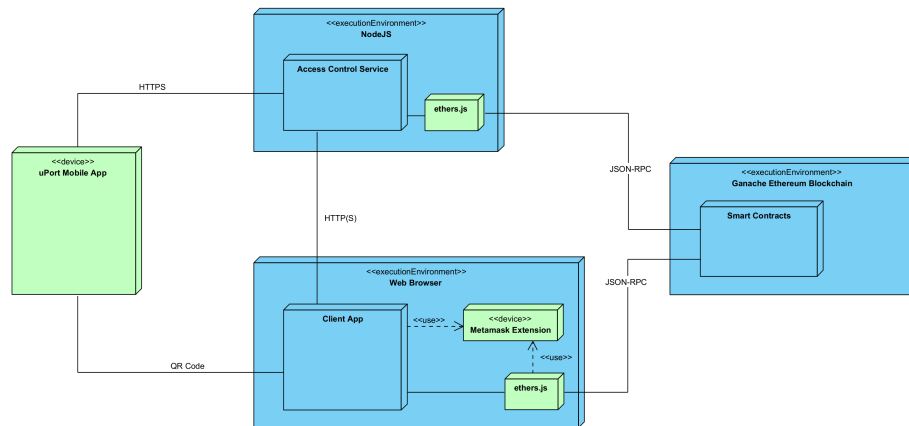 <<executionEnvironment>>
NodeJS
Access Control Service
HTTPS
ethers.js
<<device>>
uPort Mobile App
JSON-RPC
<<executionEnvironment>>
Ganache Ethereum Blockchain
Smart Contracts
HTTP(S)
<<executionEnvironment>>
Web Browser
JSON-RPC
Client App
<<use>>
<<device>>
Metamask Extension
<<use>>
QR Code
ethers.js